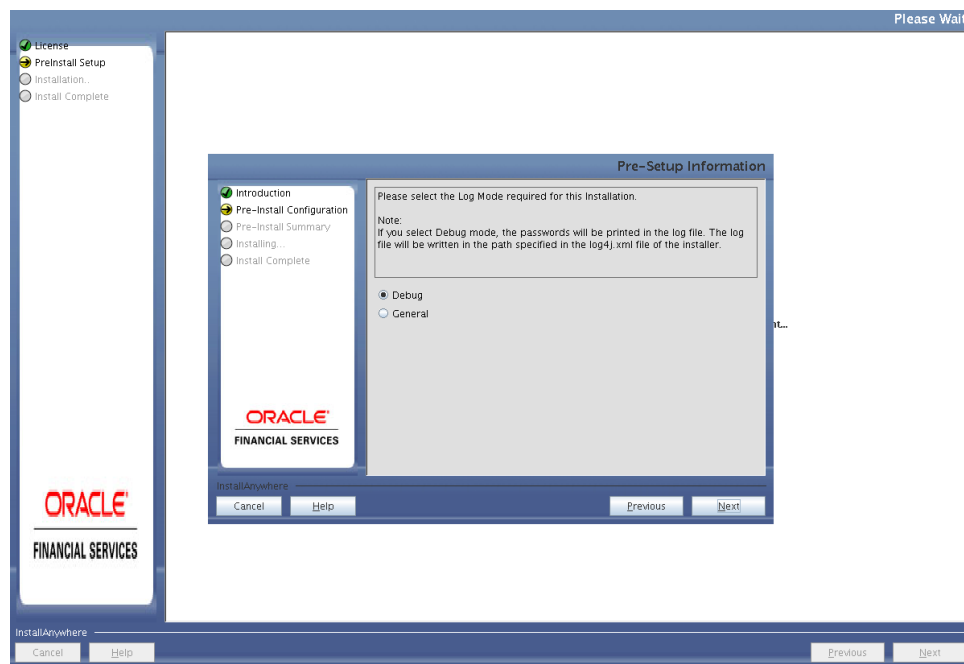 Please Wait
License
PreInstall Setup
Installation..
Install Complete
Pre-Setup Information
Introduction
Pre-Install Configuration
Pre-Install Summary
Installing...
Install Complete
Please select the Log Mode required for this Installation.
Note:
If you select Debug mode, the passwords will be printed in the log file. The log
file will be written in the path specified in the log4j.xml file of the installer.
Debug
General
nt...
ORACLE'
FINANCIAL SERVICES
InstallAnywhere
Cancel
Help
Previous
Next
ORACLE'
FINANCIAL SERVICES
InstallAnywhere
Cancel
Help
Previous
Next